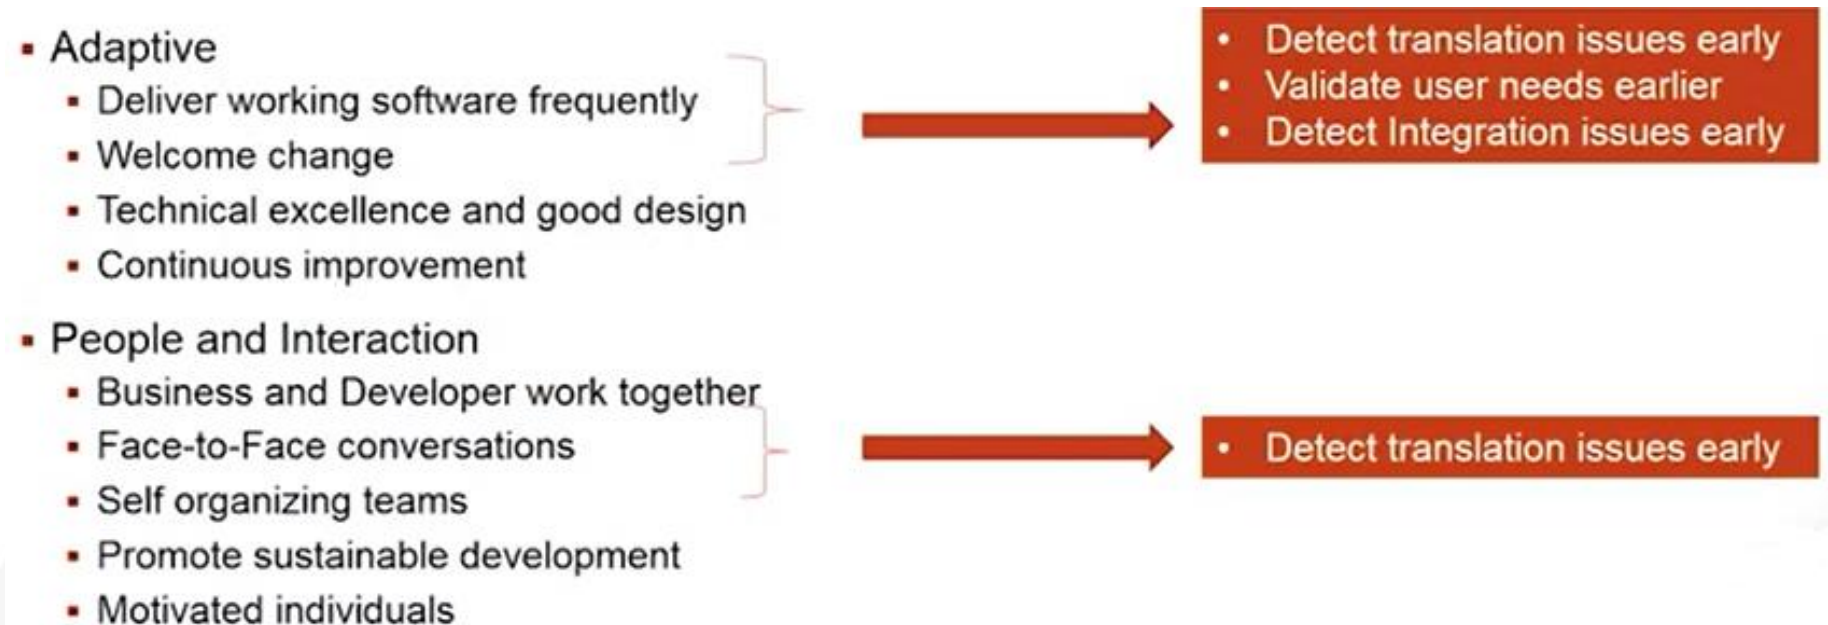 Adaptive
Deliver working software frequently
Welcome change
Technical excellence and good design
Continuous improvement
Detect translation issues early
Validate user needs earlier
Detect Integration issues early
People and Interaction
Business and Developer work together
Face-to-Face conversations
Self organizing teams
Promote sustainable development
Motivated individuals
Detect translation issues early